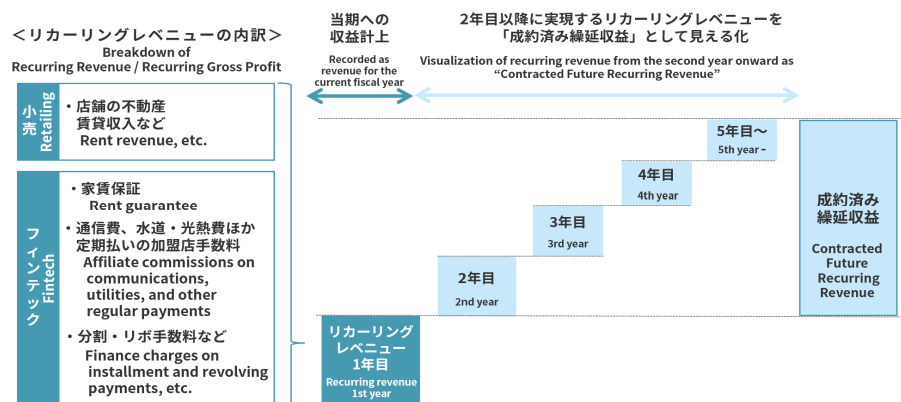 ＜リカーリングレベニューの内訳＞
Breakdown of
Recurring Revenue / Recurring Gross Profit
小売
Retailing
・店舗の不動産
賃貸収入など
Rent revenue, etc.
フィンテック
Fintech
・家賃保証
Rent guarantee
・通信費、水道・光熱費ほか
定期払いの加盟店手数料
Affiliate commissions on
communications,
utilities, and other
regular payments
・分割・リボ手数料など
Finance charges on
installment and revolving
payments, etc.
当期への
収益計上
Recorded as
revenue for the
current fiscal year
2年目以降に実現するリカーリングレベニューを
「成約済み繰延収益」として見える化
Visualization of recurring revenue from the second year onward as
“Contracted Future Recurring Revenue”
リカーリング
レベニュー
1年目
Recurring revenue
1st year
2年目
2nd year
3年目
3rd year
4年目
4th year
5年目～
5th year –
成約済み
繰延収益
Contracted
Future
Recurring
Revenue